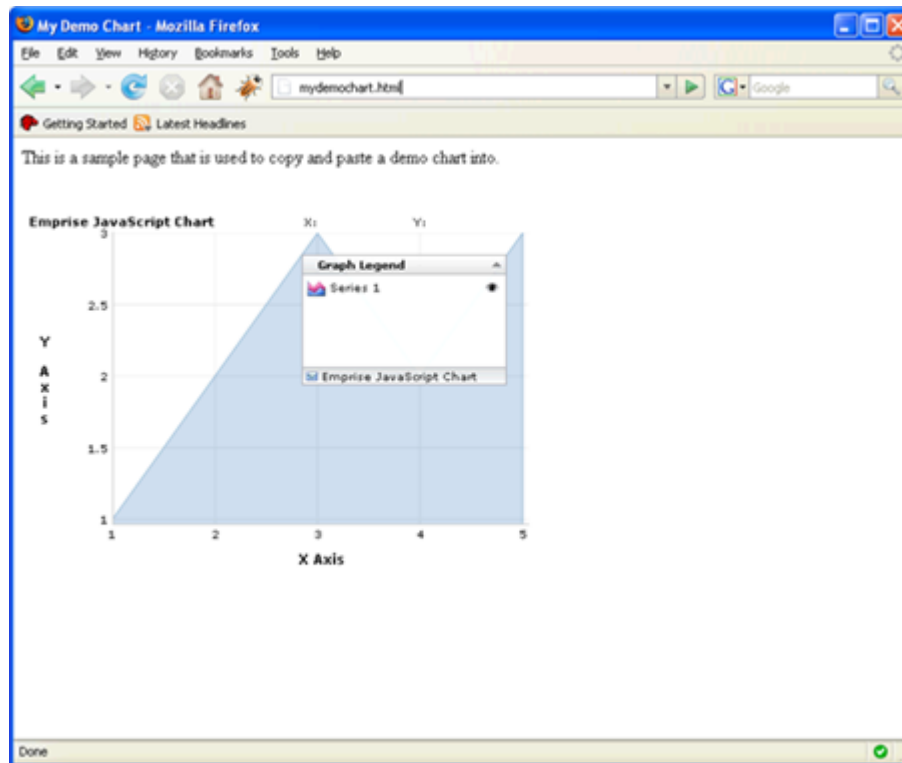 My Demo Chart - Mozilla Firefox
File Edit View History Bookmarks Tools Help
mydemochart.html
Google
Getting Started Latest Headlines
This is a sample page that is used to copy and paste a demo chart into.
Emprise JavaScript Chart X: Y:
3
Graph Legend
Series 1
2.5
Y Axis
2
Emprise JavaScript Chart
1.5
1
1 2 3 4 5
X Axis
Done